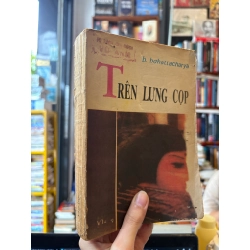 b. bhattacharya
TRÊN LƯNG CỌP